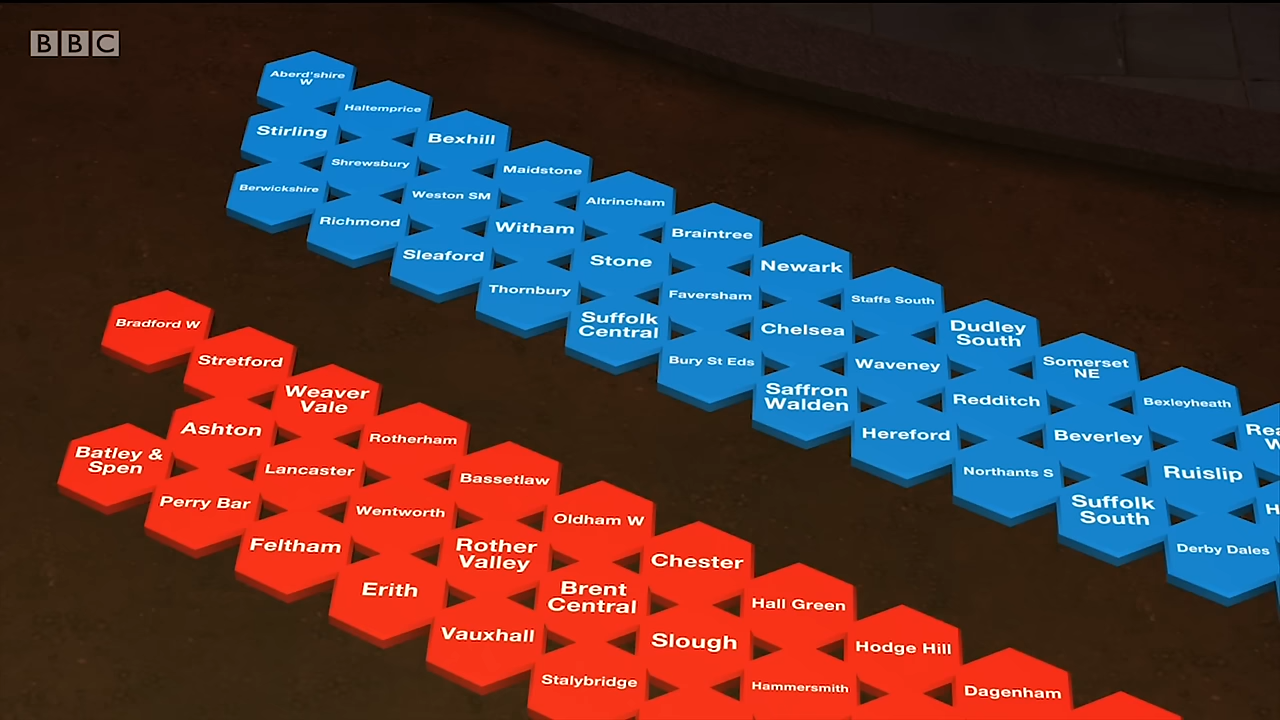 BBC
Aberd'shire
W
Haltemprice
Stirling
Bexhill
Shrewsbury
Maidstone
Berwickshire
Weston SM
Altrincham
Richmond
Witham
Braintree
Sleaford
Stone
Newark
Thornbury
Faversham
Staffs South
Suffolk
Central
Chelsea
Dudley
South
Bury St Eds
Waveney
Somerset
NE
Saffron
Walden
Redditch
Bexleyheath
Hereford
Beverley
Northants S
Ruislip
Suffolk
South
Derby Dales
Bradford W
Stretford
Weaver
Vale
Ashton
Rotherham
Batley &
Spen
Lancaster
Bassetlaw
Perry Bar
Wentworth
Oldham W
Feltham
Rother
Valley
Chester
Erith
Brent
Central
Hall Green
Vauxhall
Slough
Hodge Hill
Stalybridge
Hammersmith
Dagenham